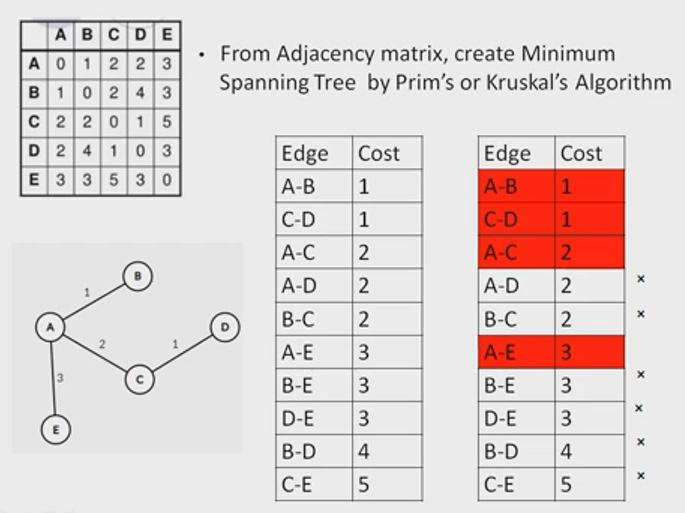 A B C D E
A 0 1 2 2 3
B 1 0 2 4 3
C 2 2 0 1 5
D 2 4 1 0 3
E 3 3 5 3 0
• From Adjacency matrix, create Minimum
Spanning Tree by Prim's or Kruskal's Algorithm
B
1
A
D
2
1
C
3
E
Edge Cost
A-B 1
C-D 1
A-C 2
A-D 2
B-C 2
A-E 3
B-E 3
D-E 3
B-D 4
C-E 5
Edge Cost
A-B 1
C-D 1
A-C 2
A-D 2 ×
B-C 2 ×
A-E 3
B-E 3 ×
D-E 3 ×
B-D 4 ×
C-E 5 ×